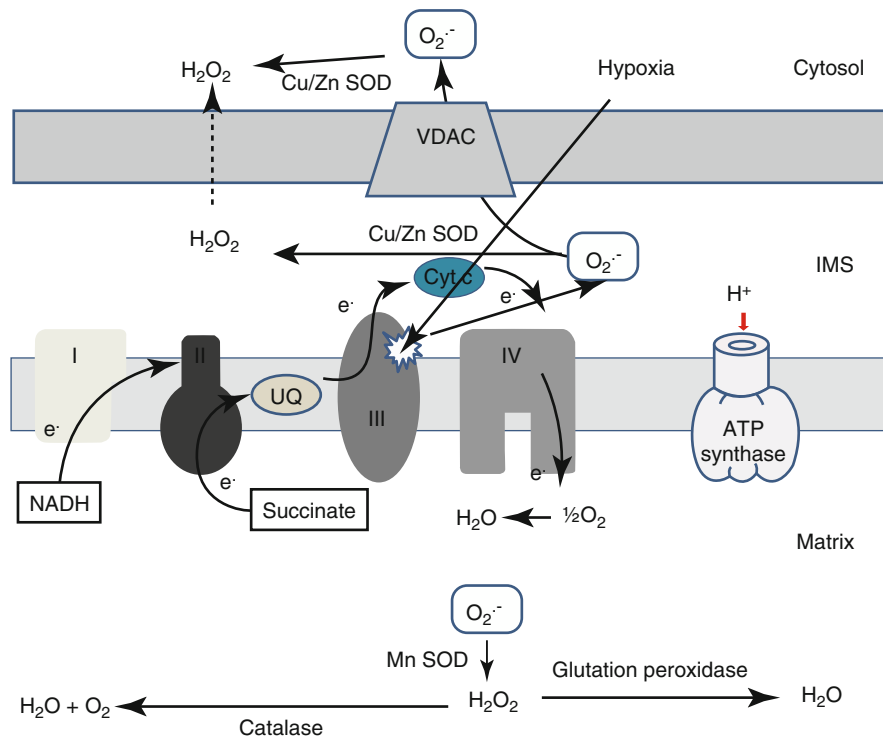 O₂·⁻
H₂O₂
Cu/Zn SOD
Hypoxia
Cytosol
VDAC
H₂O₂
Cu/Zn SOD
O₂·⁻
IMS
Cyt.c
e·
e·
H⁺
I
II
UQ
III
IV
ATP
synthase
e·
e·
e·
NADH
Succinate
H₂O
½O₂
Matrix
O₂·⁻
Mn SOD
Glutation peroxidase
H₂O + O₂
H₂O₂
H₂O
Catalase